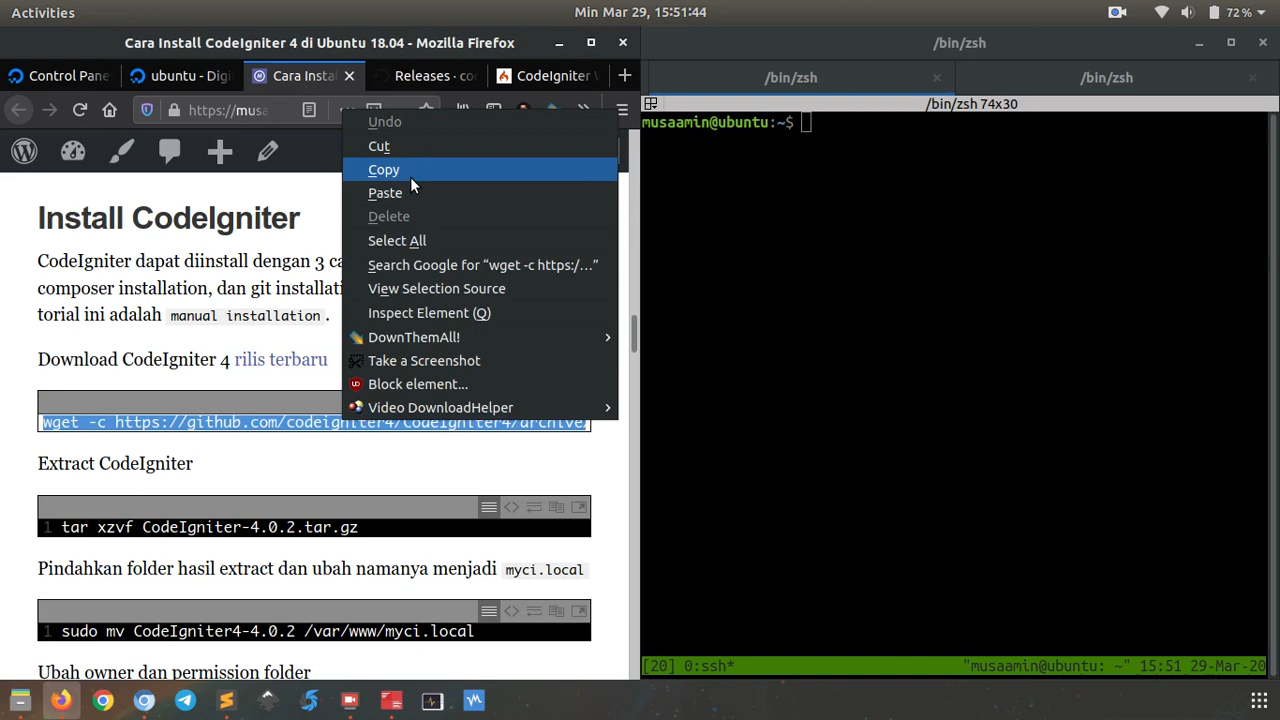 Activities
Min Mar 29, 15:51:44
72 %
Cara Install CodeIgniter 4 di Ubuntu 18.04 - Mozilla Firefox
Control Pane
ubuntu - Digi
Cara Insta
Releases · co
CodeIgniter
https://musa
Undo
Cut
Copy
Paste
Delete
Select All
Search Google for “wget -c https:/…”
View Selection Source
Inspect Element (Q)
DownThemAll!
Take a Screenshot
Block element...
Video DownloadHelper
Install CodeIgniter
CodeIgniter dapat diinstall dengan 3 ca
composer installation, dan git installati
torial ini adalah manual installation.
Download CodeIgniter 4 rilis terbaru
wget -c https://github.com/codeigniter4/CodeIgniter4/archive/
Extract CodeIgniter
1 tar xzvf CodeIgniter-4.0.2.tar.gz
Pindahkan folder hasil extract dan ubah namanya menjadi myci.local
1 sudo mv CodeIgniter4-4.0.2 /var/www/myci.local
Ubah owner dan permission folder
/bin/zsh
/bin/zsh
/bin/zsh
/bin/zsh 74x30
musaamin@ubuntu:~$
[20] 0:ssh*
"musaamin@ubuntu: ~" 15:51 29-Mar-20